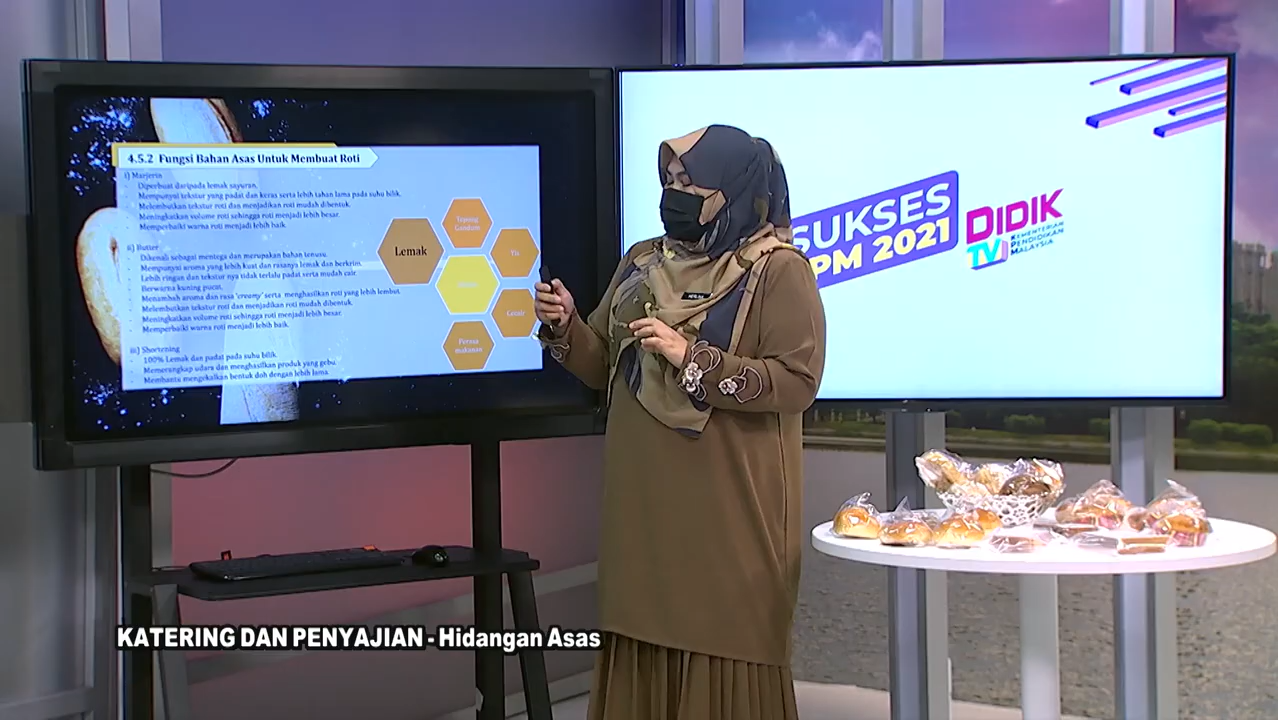 4.5.2 Fungsi Bahan Asas Untuk Membuat Roti
i) Marjerin
- Diperbuat daripada lemak sayuran.
- Mempunyai tekstur yang padat dan keras serta lebih tahan lama pada suhu bilik.
- Melembutkan tekstur roti dan menjadikan roti mudah dibentuk.
- Meningkatkan volume roti sehingga roti menjadi lebih besar.
- Memperbaiki warna roti menjadi lebih baik.
ii) Butter
- Dikenali sebagai mentega dan merupakan bahan tenusu.
- Mempunyai aroma yang lebih kuat dan rasanya lemak dan berkrim.
- Lebih ringan dan tekstur nya tidak terlalu padat serta mudah cair.
- Berwarna kuning pucat.
- Menambah aroma dan rasa 'creamy' serta menghasilkan roti yang lebih lembut.
- Melembutkan tekstur roti dan menjadikan roti mudah dibentuk.
- Meningkatkan volume roti sehingga roti menjadi lebih besar.
- Memperbaiki warna roti menjadi lebih baik.
iii) Shortening
- 100% Lemak dan padat pada suhu bilik.
- Memerangkap udara dan menghasilkan produk yang gebu.
- Membantu mengekalkan bentuk doh dengan lebih lama.
Lemak
Tepung
Gandum
Yis
Cecair
Perasa
makanan
SUKSES
PM 2021
DIDIK
TV
KEMENTERIAN
PENDIDIKAN
MALAYSIA
KATERING DAN PENYAJIAN - Hidangan Asas